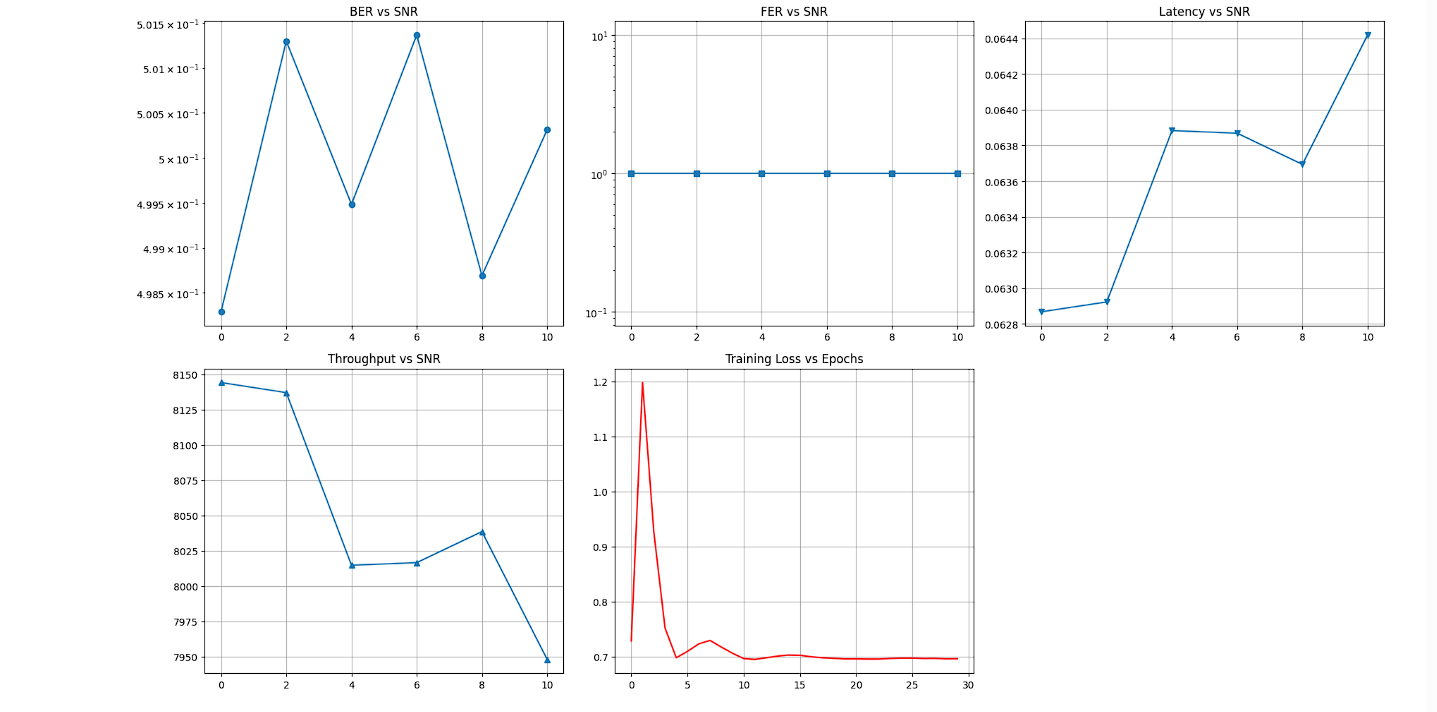 BER vs SNR
5.015 × 10⁻¹
5.01 × 10⁻¹
5.005 × 10⁻¹
5 × 10⁻¹
4.995 × 10⁻¹
4.99 × 10⁻¹
4.985 × 10⁻¹
0 2 4 6 8 10
FER vs SNR
10¹
10⁰
10⁻¹
0 2 4 6 8 10
Latency vs SNR
0.0644
0.0642
0.0640
0.0638
0.0636
0.0634
0.0632
0.0630
0.0628
0 2 4 6 8 10
Throughput vs SNR
8150
8125
8100
8075
8050
8025
8000
7975
7950
0 2 4 6 8 10
Training Loss vs Epochs
1.2
1.1
1.0
0.9
0.8
0.7
0 5 10 15 20 25 30